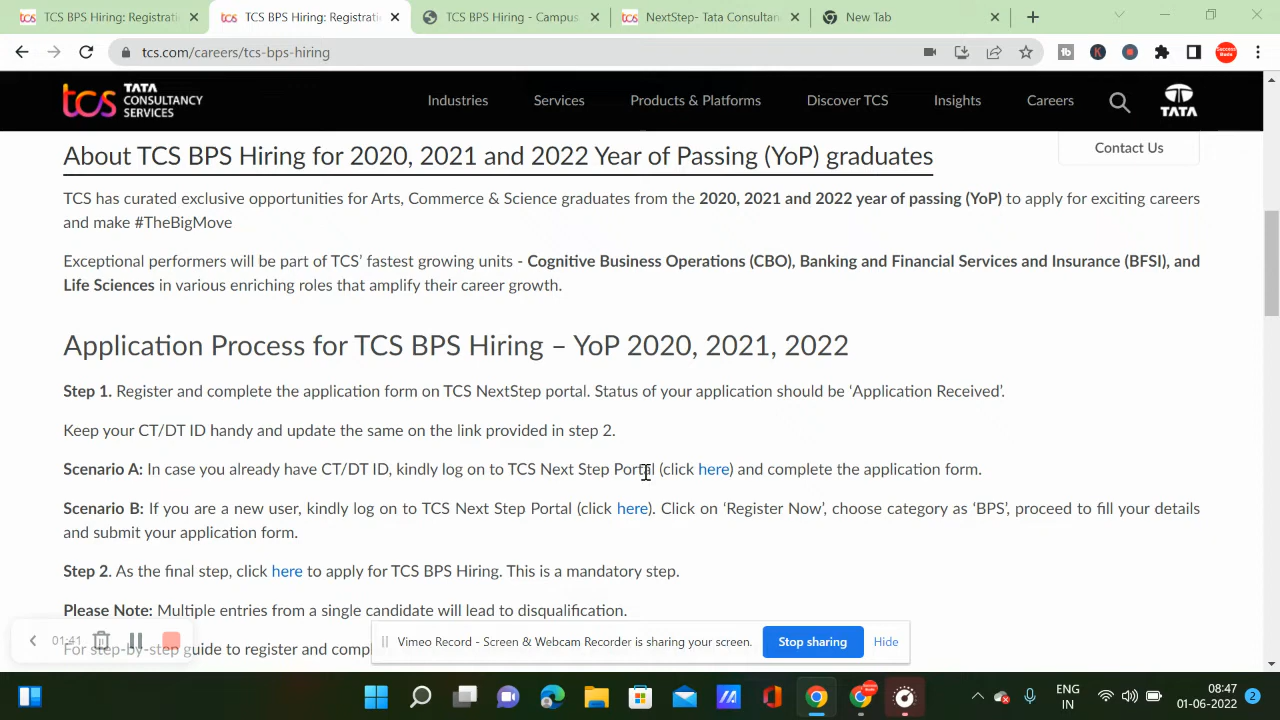 TCS BPS Hiring: Registrati
TCS BPS Hiring: Registrati
TCS BPS Hiring - Campus
NextStep- Tata Consultan
New Tab
tcs.com/careers/tcs-bps-hiring
tcs TATA CONSULTANCY SERVICES
Industries
Services
Products & Platforms
Discover TCS
Insights
Careers
TATA
About TCS BPS Hiring for 2020, 2021 and 2022 Year of Passing (YoP) graduates
Contact Us
TCS has curated exclusive opportunities for Arts, Commerce & Science graduates from the 2020, 2021 and 2022 year of passing (YoP) to apply for exciting careers
and make #TheBigMove
Exceptional performers will be part of TCS' fastest growing units - Cognitive Business Operations (CBO), Banking and Financial Services and Insurance (BFSI), and
Life Sciences in various enriching roles that amplify their career growth.
Application Process for TCS BPS Hiring – YoP 2020, 2021, 2022
Step 1. Register and complete the application form on TCS NextStep portal. Status of your application should be 'Application Received'.
Keep your CT/DT ID handy and update the same on the link provided in step 2.
Scenario A: In case you already have CT/DT ID, kindly log on to TCS Next Step Portal (click here) and complete the application form.
Scenario B: If you are a new user, kindly log on to TCS Next Step Portal (click here). Click on 'Register Now', choose category as 'BPS', proceed to fill your details
and submit your application form.
Step 2. As the final step, click here to apply for TCS BPS Hiring. This is a mandatory step.
Please Note: Multiple entries from a single candidate will lead to disqualification.
01:41
For step-by-step guide to register and compl
Vimeo Record - Screen & Webcam Recorder is sharing your screen.
Stop sharing
Hide
ENG
IN
08:47
01-06-2022
2